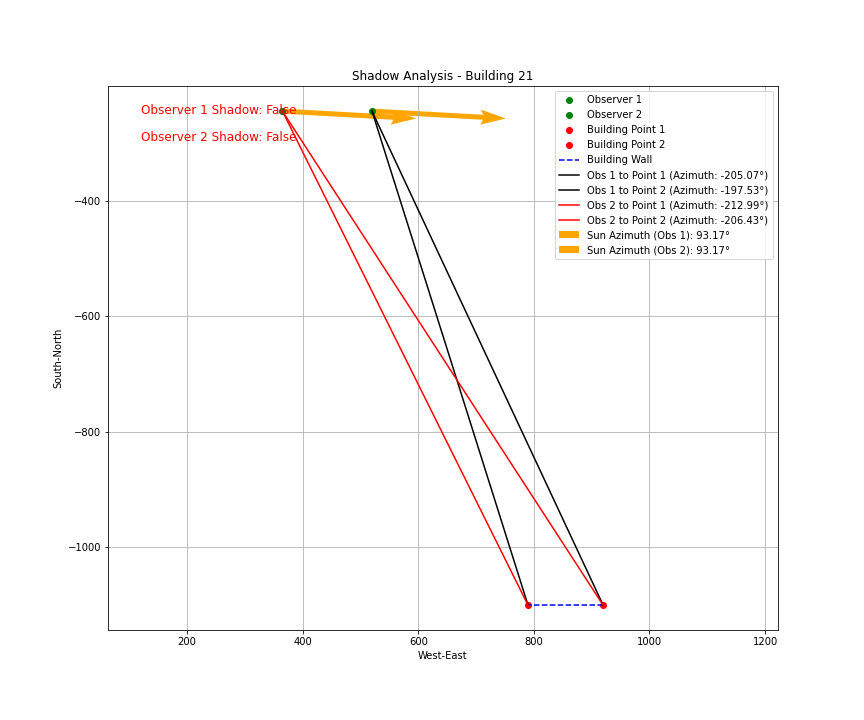 Shadow Analysis - Building 21
Observer 1 Shadow: False
Observer 2 Shadow: False
Observer 1
Observer 2
Building Point 1
Building Point 2
Building Wall
Obs 1 to Point 1 (Azimuth: -205.07°)
Obs 1 to Point 2 (Azimuth: -197.53°)
Obs 2 to Point 1 (Azimuth: -212.99°)
Obs 2 to Point 2 (Azimuth: -206.43°)
Sun Azimuth (Obs 1): 93.17°
Sun Azimuth (Obs 2): 93.17°
South-North
−400
−600
−800
−1000
200 400 600 800 1000 1200
West-East